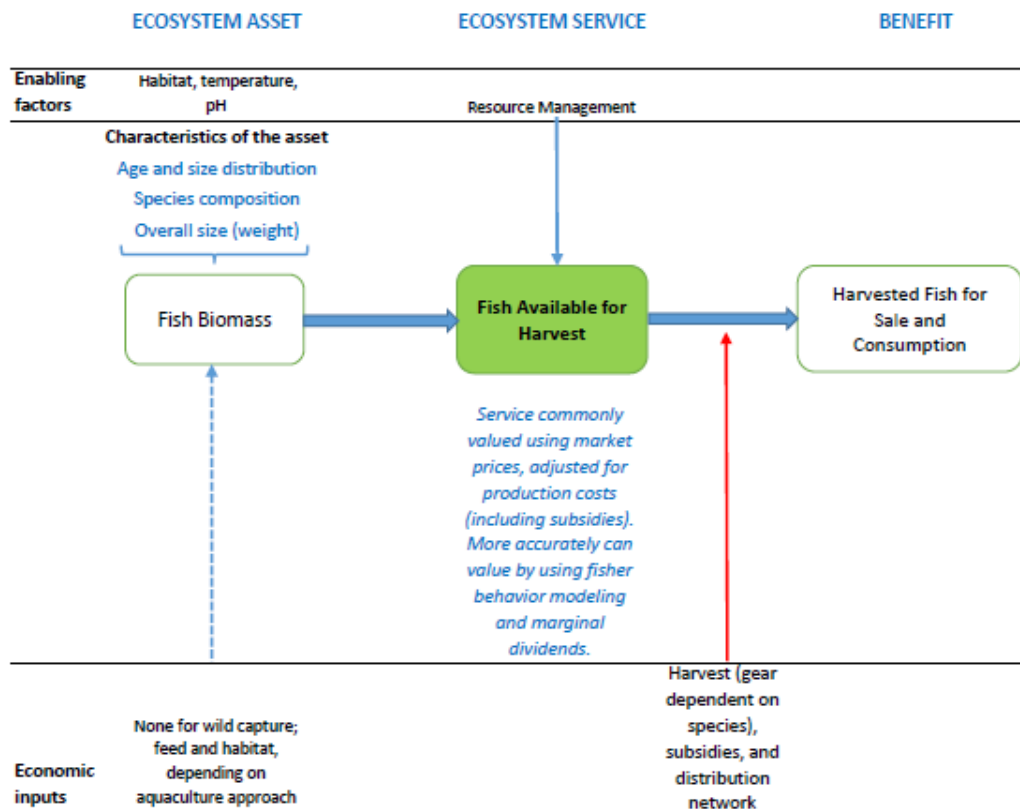 ECOSYSTEM ASSET
ECOSYSTEM SERVICE
BENEFIT
Enabling
factors
Habitat, temperature,
pH
Resource Management
Characteristics of the asset
Age and size distribution
Species composition
Overall size (weight)
Fish Biomass
Fish Available for
Harvest
Harvested Fish for
Sale and
Consumption
Service commonly
valued using market
prices, adjusted for
production costs
(including subsidies).
More accurately can
value by using fisher
behavior modeling
and marginal
dividends.
Economic
inputs
None for wild capture;
feed and habitat,
depending on
aquaculture approach
Harvest (gear
dependent on
species),
subsidies, and
distribution
network